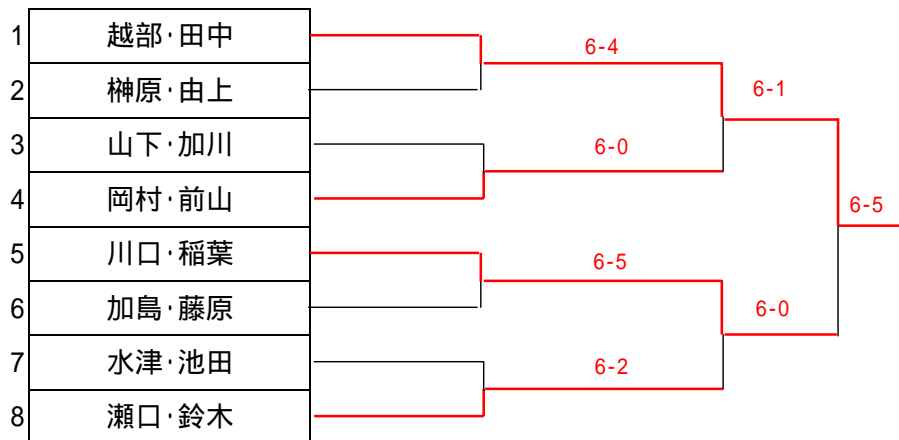 1 越部・田中
2 榊原・由上
3 山下・加川
4 岡村・前山
5 川口・稲葉
6 加島・藤原
7 水津・池田
8 瀬口・鈴木
6-4
6-1
6-0
6-5
6-5
6-0
6-2